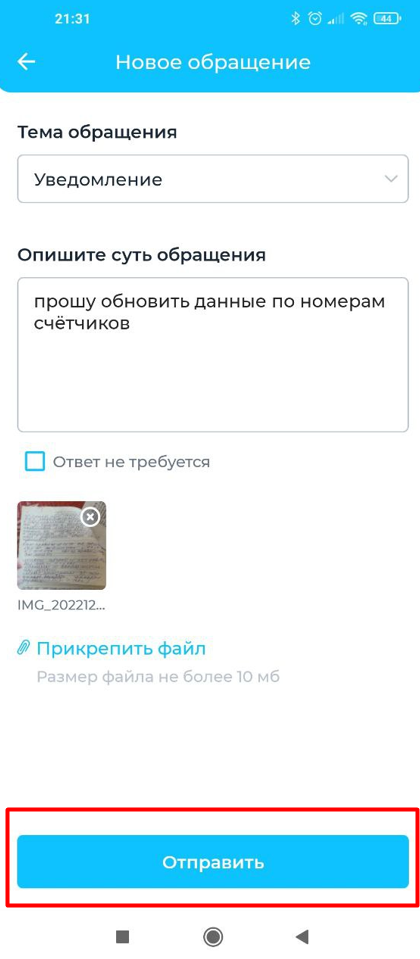 21:31
44
Новое обращение
Тема обращения
Уведомление
Опишите суть обращения
прошу обновить данные по номерам
счётчиков
Ответ не требуется
IMG_202212...
Прикрепить файл
Размер файла не более 10 мб
Отправить